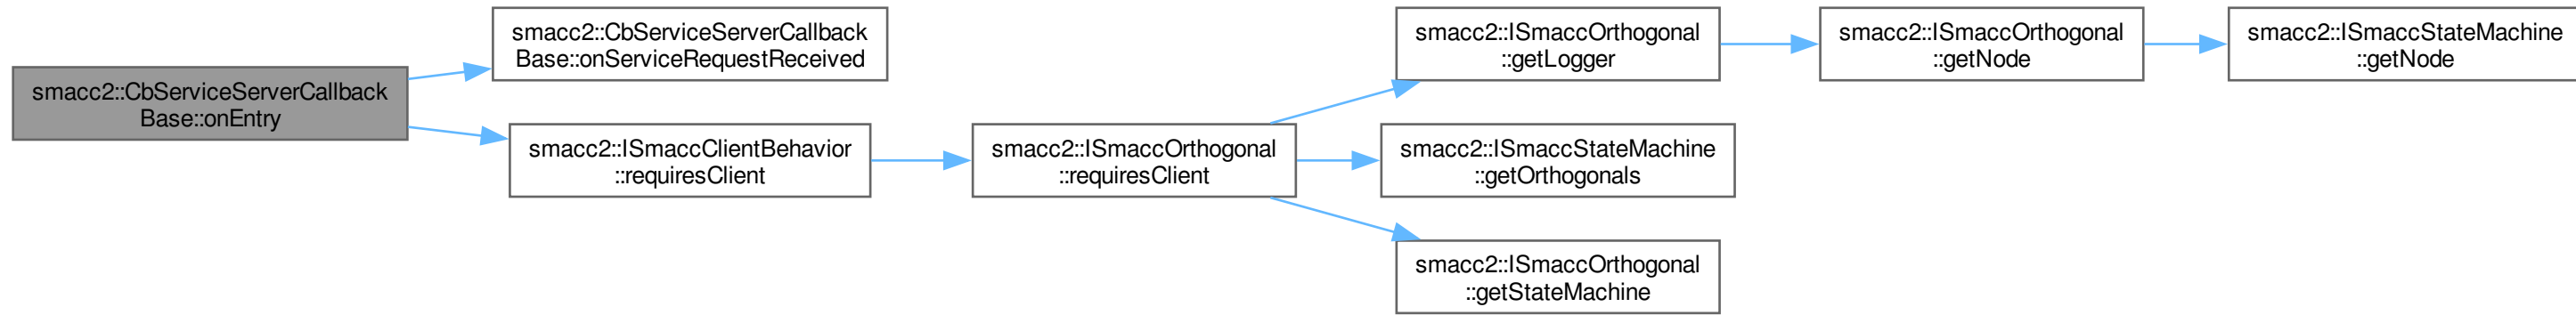 smacc2::CbServiceServerCallback
Base::onEntry
smacc2::CbServiceServerCallback
Base::onServiceRequestReceived
smacc2::ISmaccClientBehavior
::requiresClient
smacc2::ISmaccOrthogonal
::requiresClient
smacc2::ISmaccOrthogonal
::getLogger
smacc2::ISmaccOrthogonal
::getNode
smacc2::ISmaccStateMachine
::getNode
smacc2::ISmaccStateMachine
::getOrthogonals
smacc2::ISmaccOrthogonal
::getStateMachine